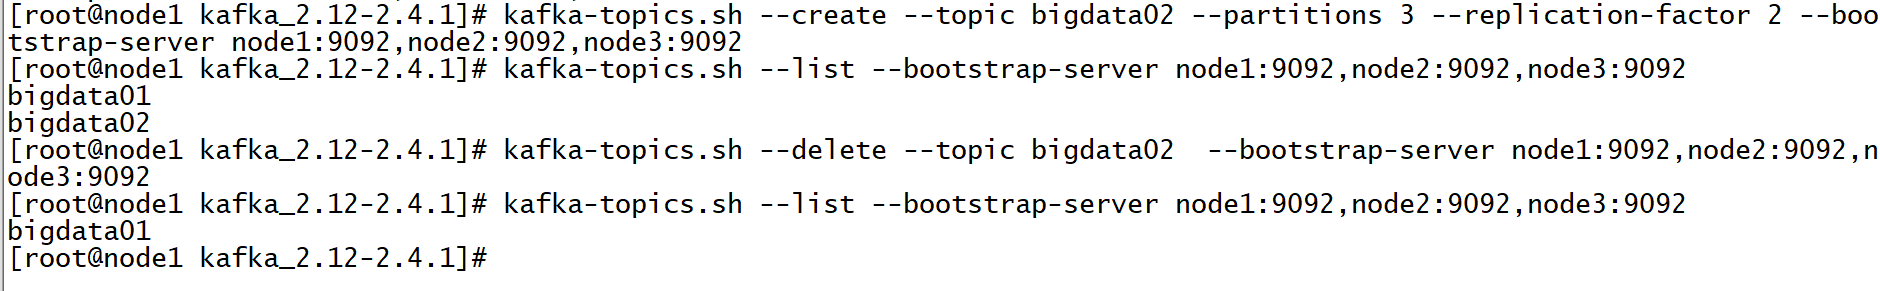 [root@node1 kafka_2.12-2.4.1]# kafka-topics.sh --create --topic bigdata02 --partitions 3 --replication-factor 2 --boo
tstrap-server node1:9092,node2:9092,node3:9092
[root@node1 kafka_2.12-2.4.1]# kafka-topics.sh --list --bootstrap-server node1:9092,node2:9092,node3:9092
bigdata01
bigdata02
[root@node1 kafka_2.12-2.4.1]# kafka-topics.sh --delete --topic bigdata02  --bootstrap-server node1:9092,node2:9092,n
ode3:9092
[root@node1 kafka_2.12-2.4.1]# kafka-topics.sh --list --bootstrap-server node1:9092,node2:9092,node3:9092
bigdata01
[root@node1 kafka_2.12-2.4.1]#